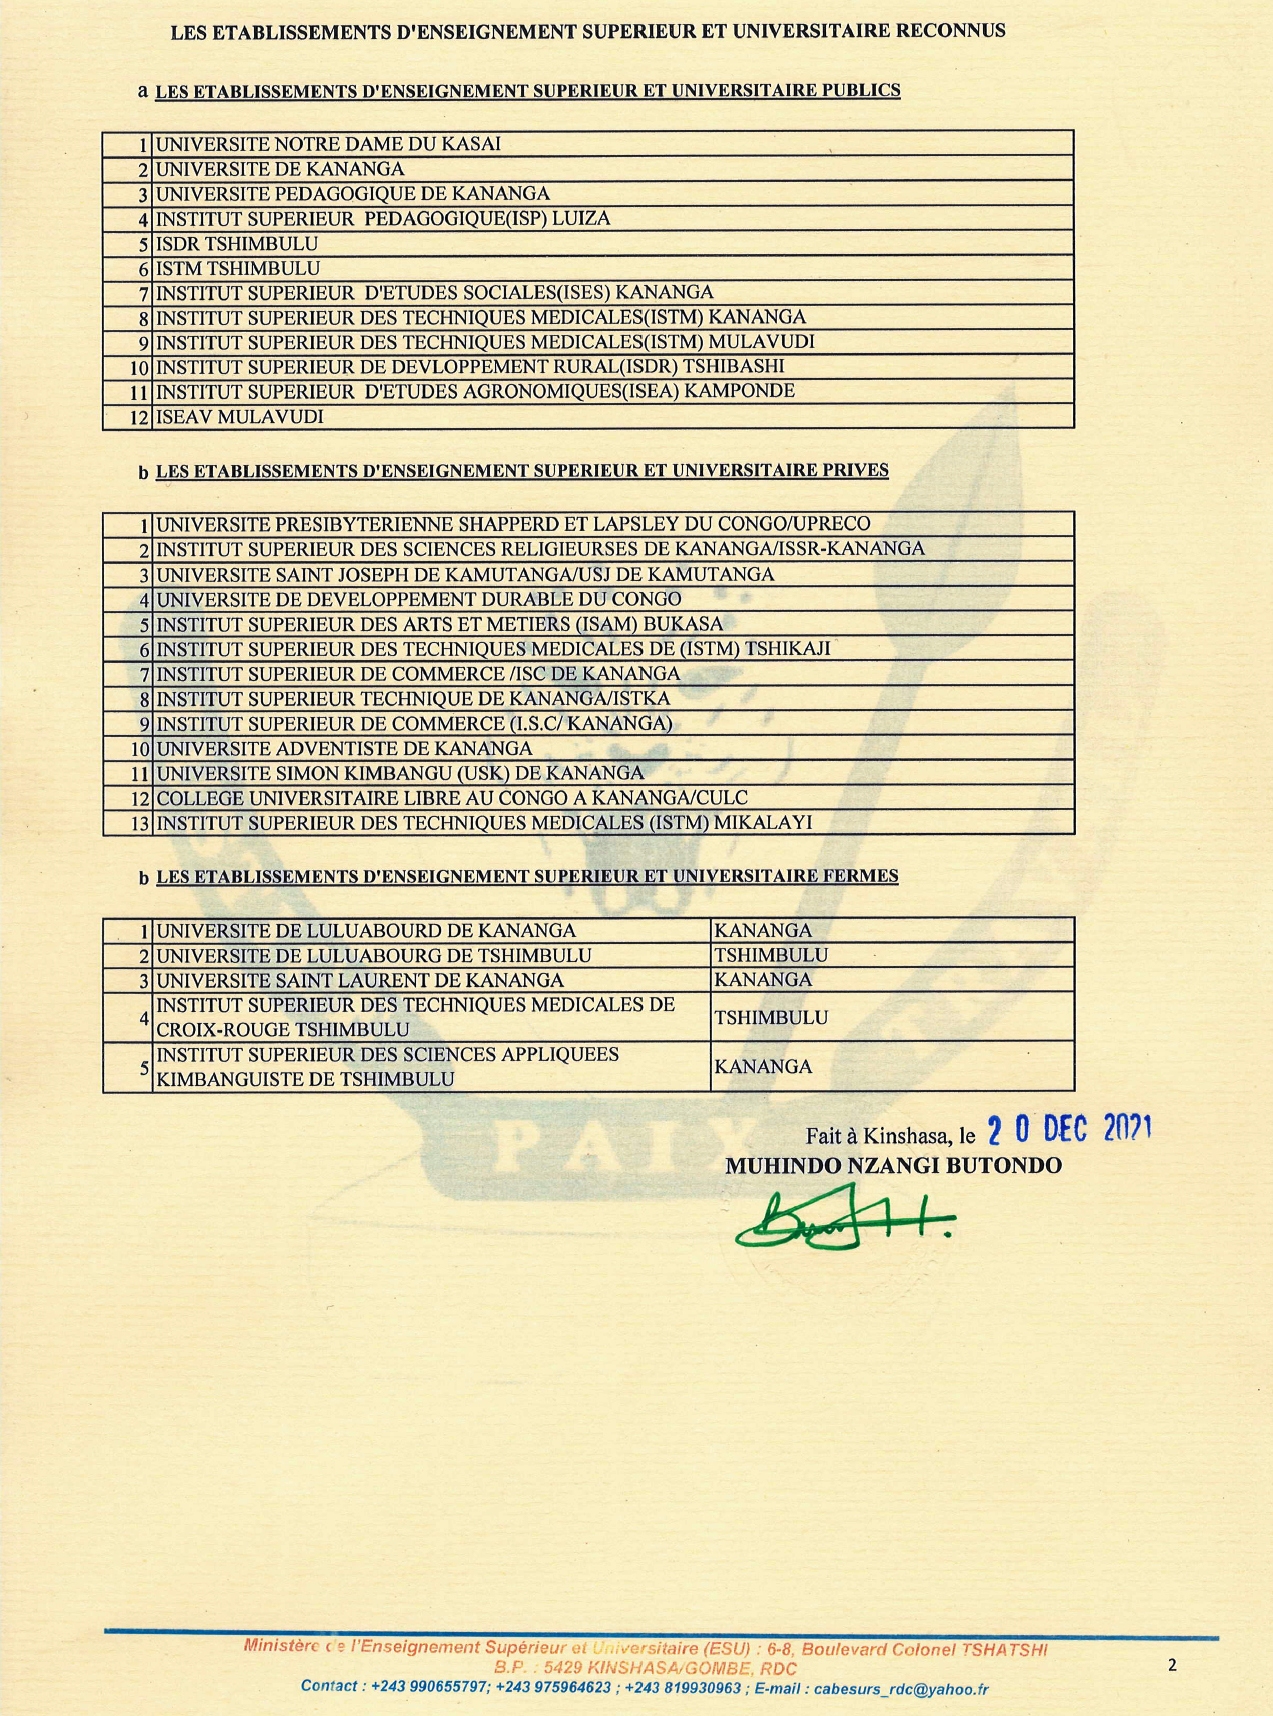 LES ETABLISSEMENTS D'ENSEIGNEMENT SUPERIEUR ET UNIVERSITAIRE RECONNUS
a LES ETABLISSEMENTS D'ENSEIGNEMENT SUPERIEUR ET UNIVERSITAIRE PUBLICS
1 UNIVERSITE NOTRE DAME DU KASAI
2 UNIVERSITE DE KANANGA
3 UNIVERSITE PEDAGOGIQUE DE KANANGA
4 INSTITUT SUPERIEUR PEDAGOGIQUE(ISP) LUIZA
5 ISDR TSHIMBULU
6 ISTM TSHIMBULU
7 INSTITUT SUPERIEUR D'ETUDES SOCIALES(ISES) KANANGA
8 INSTITUT SUPERIEUR DES TECHNIQUES MEDICALES(ISTM) KANANGA
9 INSTITUT SUPERIEUR DES TECHNIQUES MEDICALES(ISTM) MULAVUDI
10 INSTITUT SUPERIEUR DE DEVLOPPEMENT RURAL(ISDR) TSHIBASHI
11 INSTITUT SUPERIEUR D'ETUDES AGRONOMIQUES(ISEA) KAMPONDE
12 ISEAV MULAVUDI
b LES ETABLISSEMENTS D'ENSEIGNEMENT SUPERIEUR ET UNIVERSITAIRE PRIVES
1 UNIVERSITE PRESIBYTERIENNE SHAPPERD ET LAPSLEY DU CONGO/UPRECO
2 INSTITUT SUPERIEUR DES SCIENCES RELIGIEURSES DE KANANGA/ISSR-KANANGA
3 UNIVERSITE SAINT JOSEPH DE KAMUTANGA/USJ DE KAMUTANGA
4 UNIVERSITE DE DEVELOPPEMENT DURABLE DU CONGO
5 INSTITUT SUPERIEUR DES ARTS ET METIERS (ISAM) BUKASA
6 INSTITUT SUPERIEUR DES TECHNIQUES MEDICALES DE (ISTM) TSHIKAJI
7 INSTITUT SUPERIEUR DE COMMERCE /ISC DE KANANGA
8 INSTITUT SUPERIEUR TECHNIQUE DE KANANGA/ISTKA
9 INSTITUT SUPERIEUR DE COMMERCE (I.S.C/ KANANGA)
10 UNIVERSITE ADVENTISTE DE KANANGA
11 UNIVERSITE SIMON KIMBANGU (USK) DE KANANGA
12 COLLEGE UNIVERSITAIRE LIBRE AU CONGO A KANANGA/CULC
13 INSTITUT SUPERIEUR DES TECHNIQUES MEDICALES (ISTM) MIKALAYI
b LES ETABLISSEMENTS D'ENSEIGNEMENT SUPERIEUR ET UNIVERSITAIRE FERMES
1 UNIVERSITE DE LULUABOURD DE KANANGA KANANGA
2 UNIVERSITE DE LULUABOURG DE TSHIMBULU TSHIMBULU
3 UNIVERSITE SAINT LAURENT DE KANANGA KANANGA
4 INSTITUT SUPERIEUR DES TECHNIQUES MEDICALES DE
CROIX-ROUGE TSHIMBULU TSHIMBULU
5 INSTITUT SUPERIEUR DES SCIENCES APPLIQUEES
KIMBANGUISTE DE TSHIMBULU KANANGA
PAIX
Fait à Kinshasa, le 20 DEC 2021
MUHINDO NZANGI BUTONDO
Ministère de l'Enseignement Supérieur et Universitaire (ESU) : 6-8, Boulevard Colonel TSHATSHI
B.P. : 5429 KINSHASA/GOMBE, RDC
Contact : +243 990655797; +243 975964623 ; +243 819930963 ; E-mail : cabesurs_rdc@yahoo.fr
2